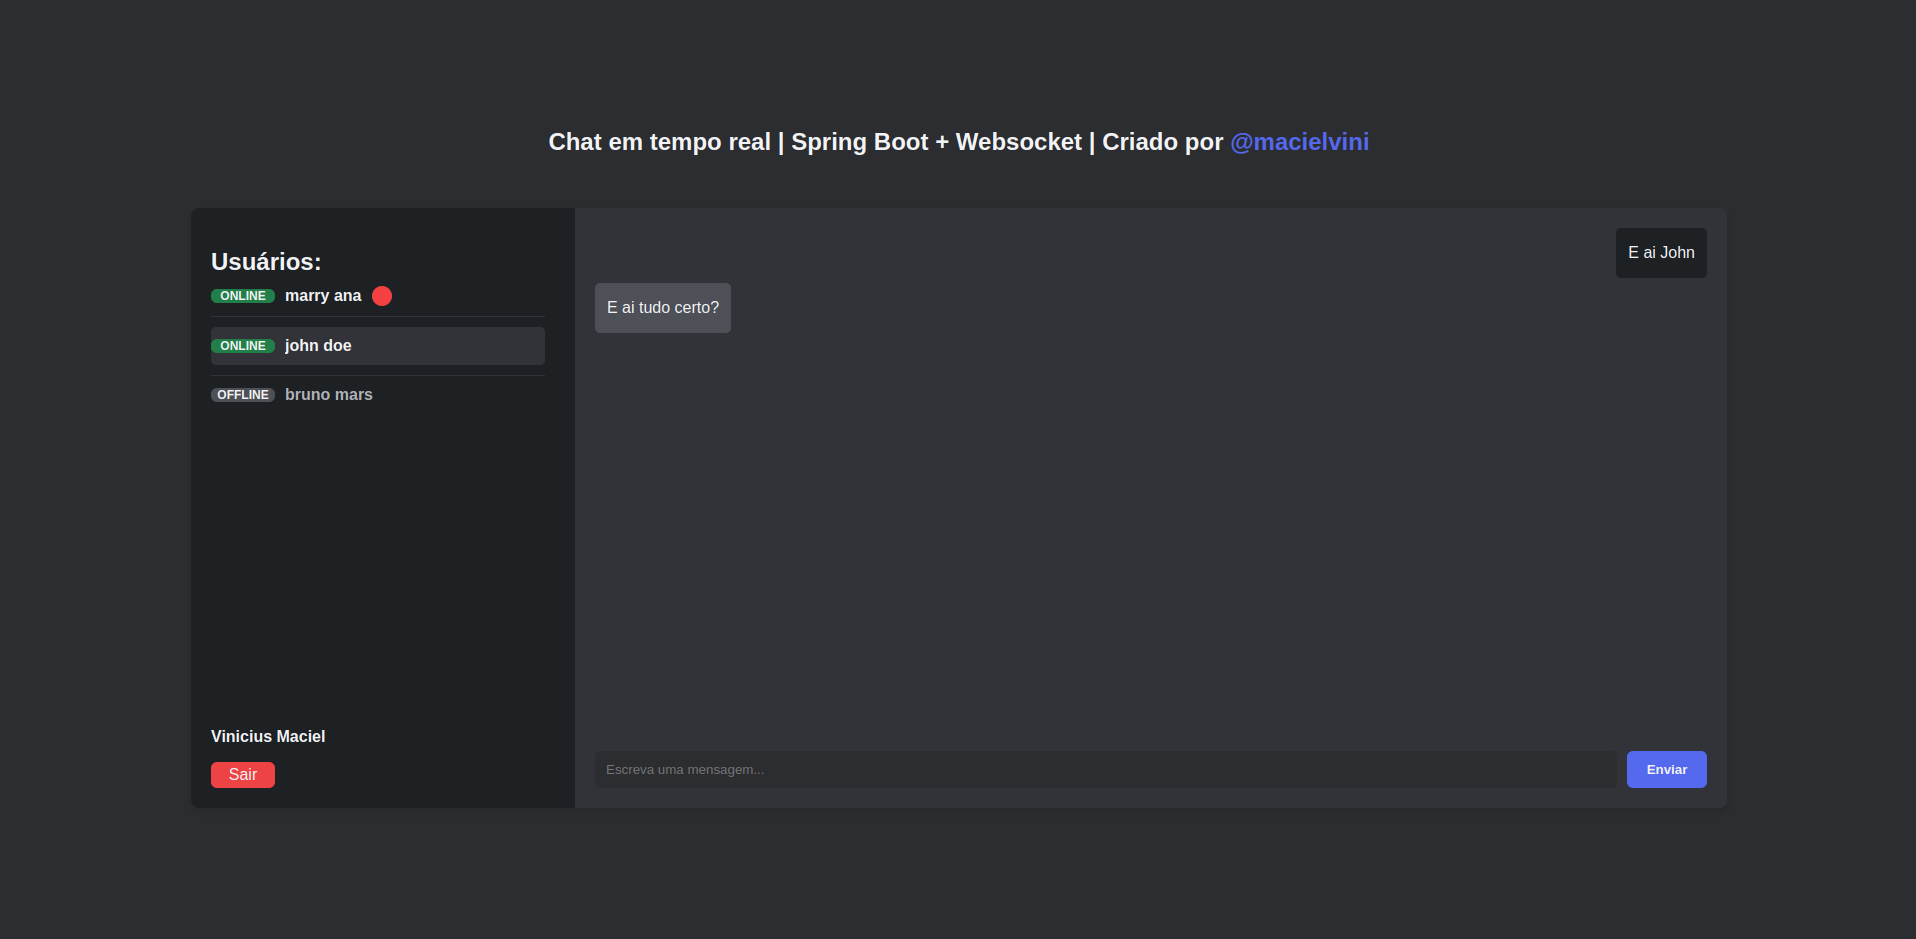 Chat em tempo real | Spring Boot + Websocket | Criado por @macielvini
Usuários:
ONLINE marry ana
ONLINE john doe
OFFLINE bruno mars
Vinicius Maciel
Sair
E ai John
E ai tudo certo?
Escreva uma mensagem...
Enviar